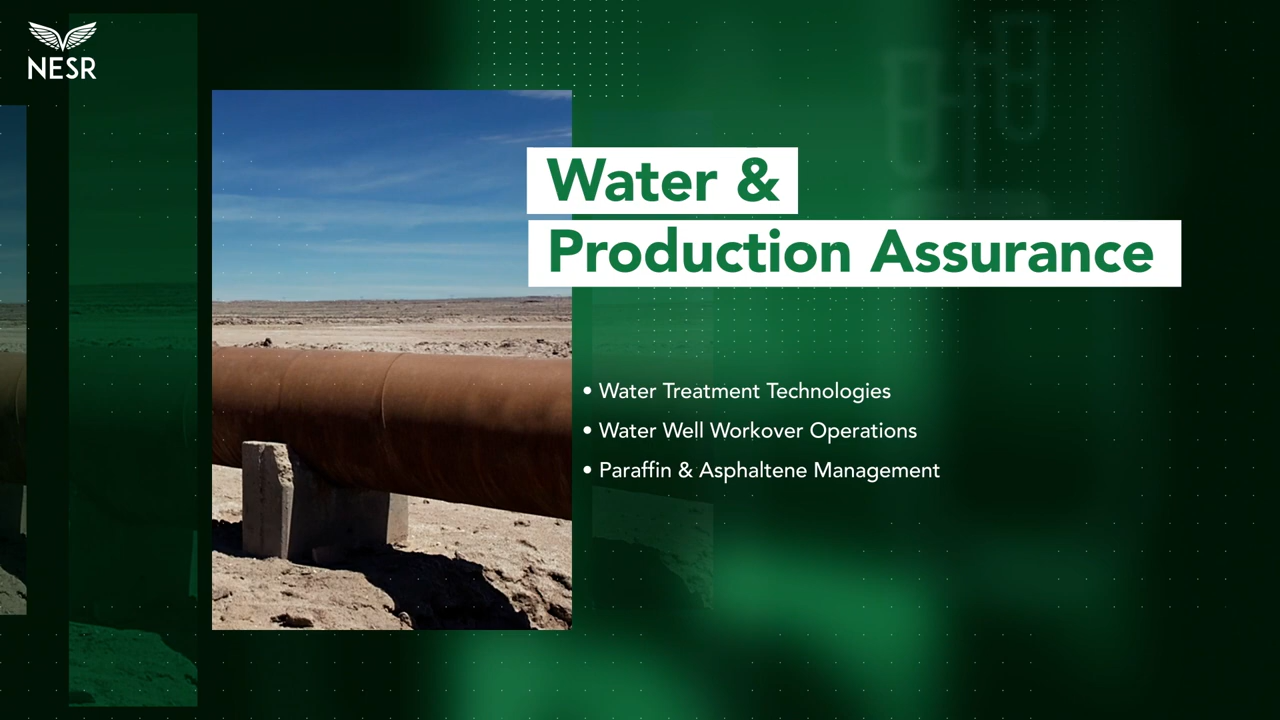 NESR
Water &
Production Assurance
• Water Treatment Technologies
• Water Well Workover Operations
• Paraffin & Asphaltene Management